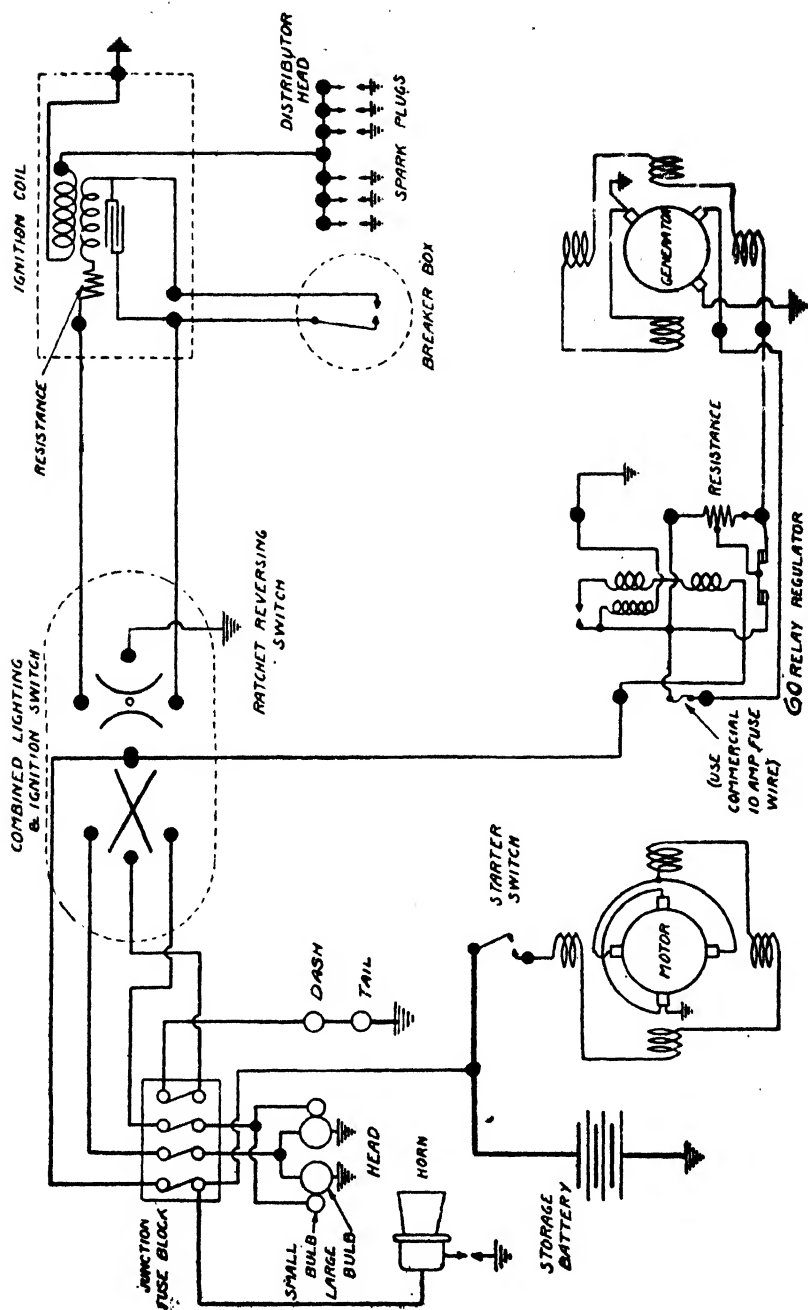 IGNITION COIL
RESISTANCE
DISTRIBUTOR
HEAD
SPARK PLUGS
BREAKER BOX
COMBINED LIGHTING
& IGNITION SWITCH
RATCHET REVERSING
SWITCH
GENERATOR
RESISTANCE
(USE
COMMERCIAL
10 AMP. FUSE
WIRE)
60 RELAY REGULATOR
STARTER
SWITCH
MOTOR
DASH
TAIL
JUNCTION
FUSE BLOCK
HEAD
SMALL
BULB
LARGE
BULB
HORN
STORAGE
BATTERY